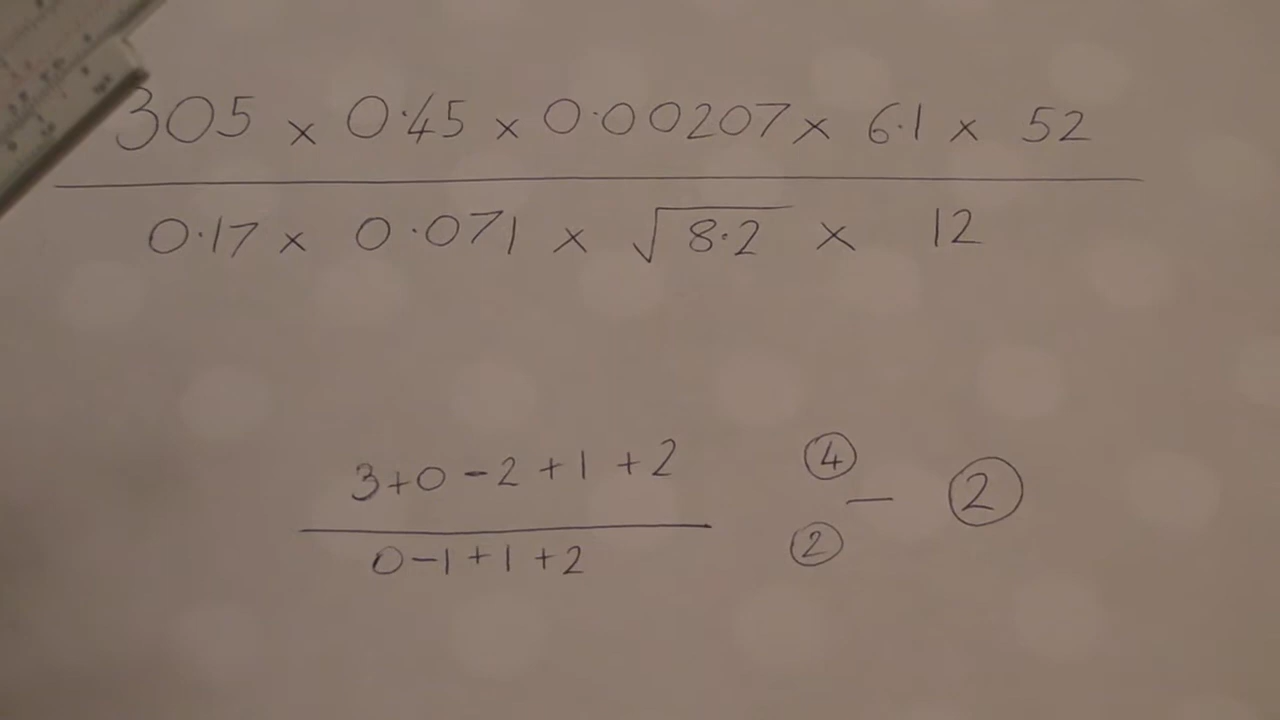 305 × 0·45 × 0·00207 × 6·1 × 52
0·17 × 0·071 × √8·2 × 12
3+0-2+1+2 ④
— ②
0-1+1+2 ②